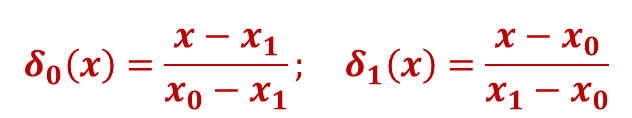 δ₀(x) = (x − x₁)/(x₀ − x₁); δ₁(x) = (x − x₀)/(x₁ − x₀)